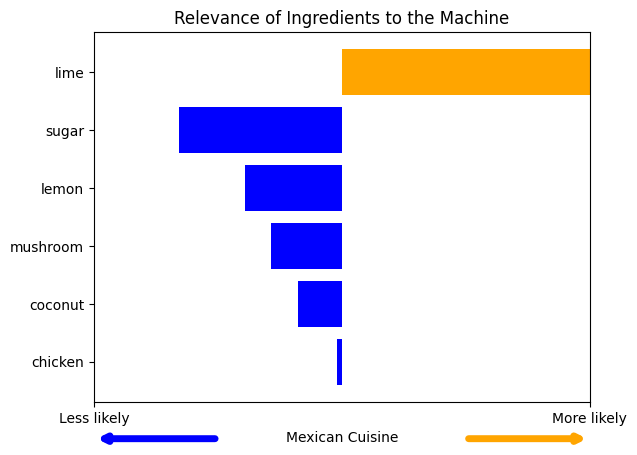 Relevance of Ingredients to the Machine
lime
sugar
lemon
mushroom
coconut
chicken
Less likely
More likely
Mexican Cuisine